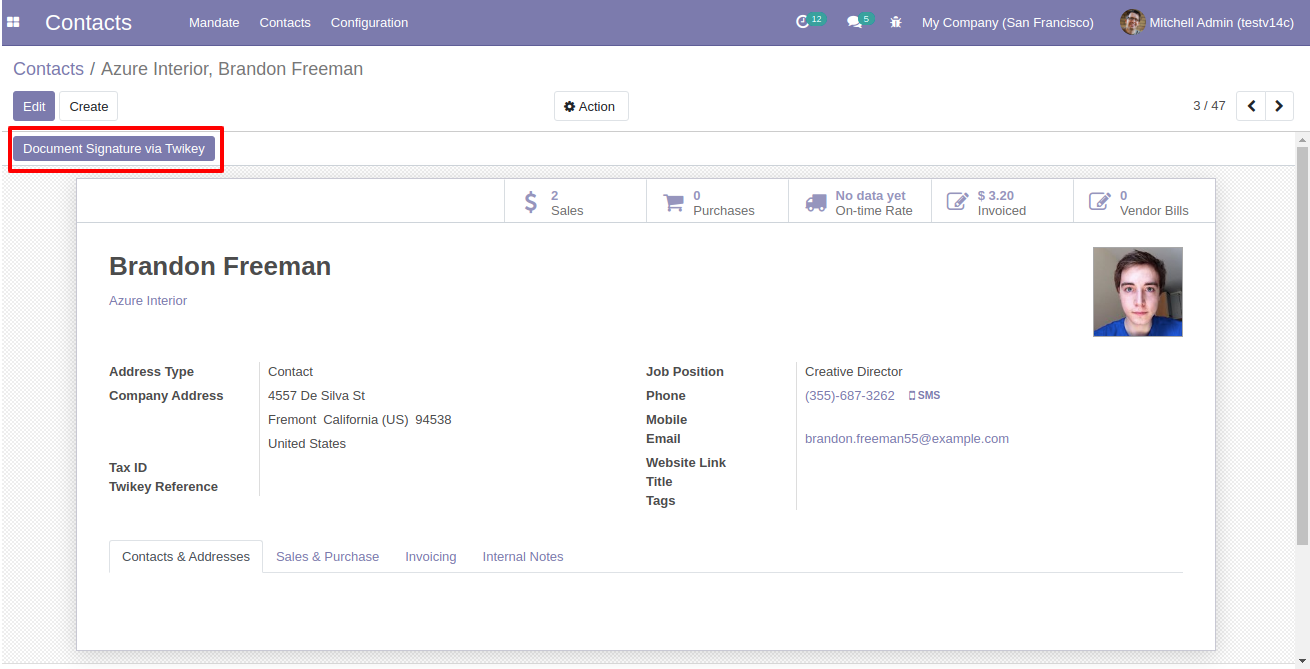 Contacts Mandate Contacts Configuration 12 5 My Company (San Francisco) Mitchell Admin (testv14c)
Contacts / Azure Interior, Brandon Freeman
Edit Create Action 3 / 47
Document Signature via Twikey
2 0 No data yet $ 3.20 0
Sales Purchases On-time Rate Invoiced Vendor Bills
Brandon Freeman
Azure Interior
Address Type Contact Job Position Creative Director
Company Address 4557 De Silva St Phone (355)-687-3262 SMS
Fremont California (US) 94538 Mobile
United States Email brandon.freeman55@example.com
Website Link
Tax ID Title
Twikey Reference Tags
Contacts & Addresses Sales & Purchase Invoicing Internal Notes